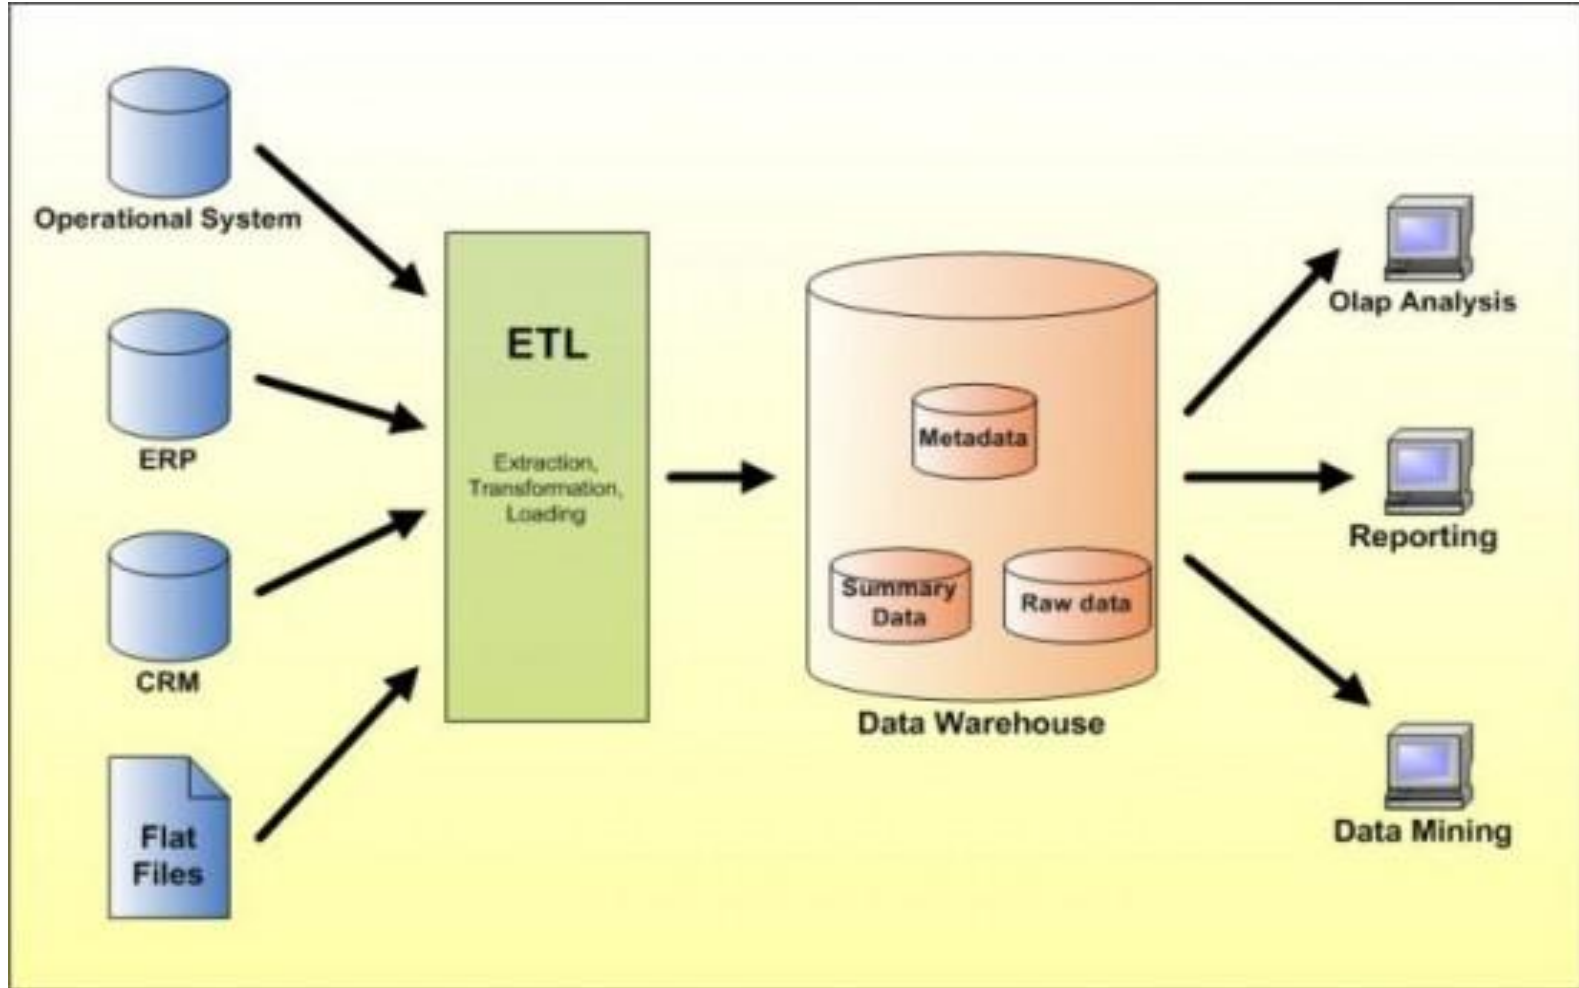 Operational System
ERP
CRM
Flat
Files
ETL
Extraction,
Transformation,
Loading
Metadata
Summary
Data
Raw data
Data Warehouse
Olap Analysis
Reporting
Data Mining